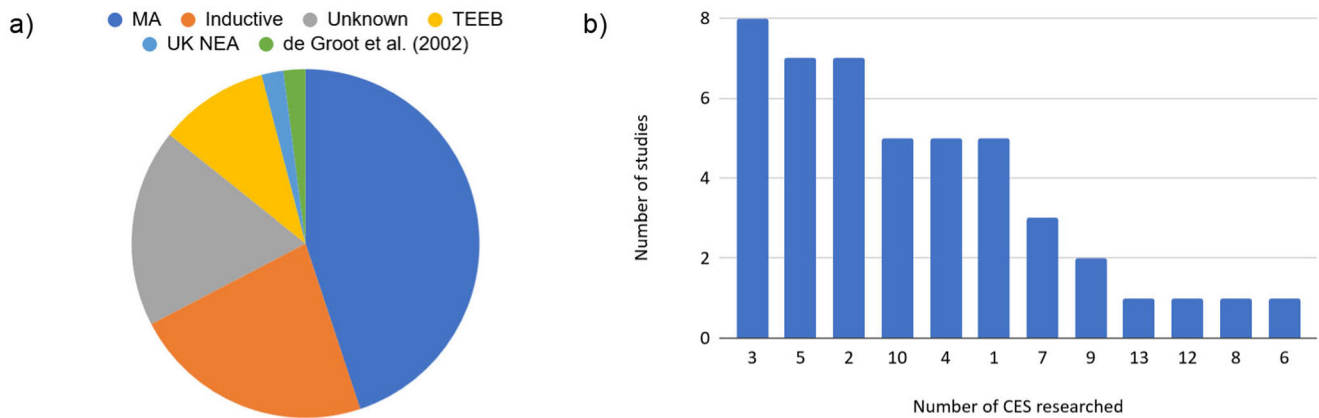 a)
MA Inductive Unknown TEEB
UK NEA de Groot et al. (2002)
b)
8
6
4
2
0
Number of studies
3 5 2 10 4 1 7 9 13 12 8 6
Number of CES researched